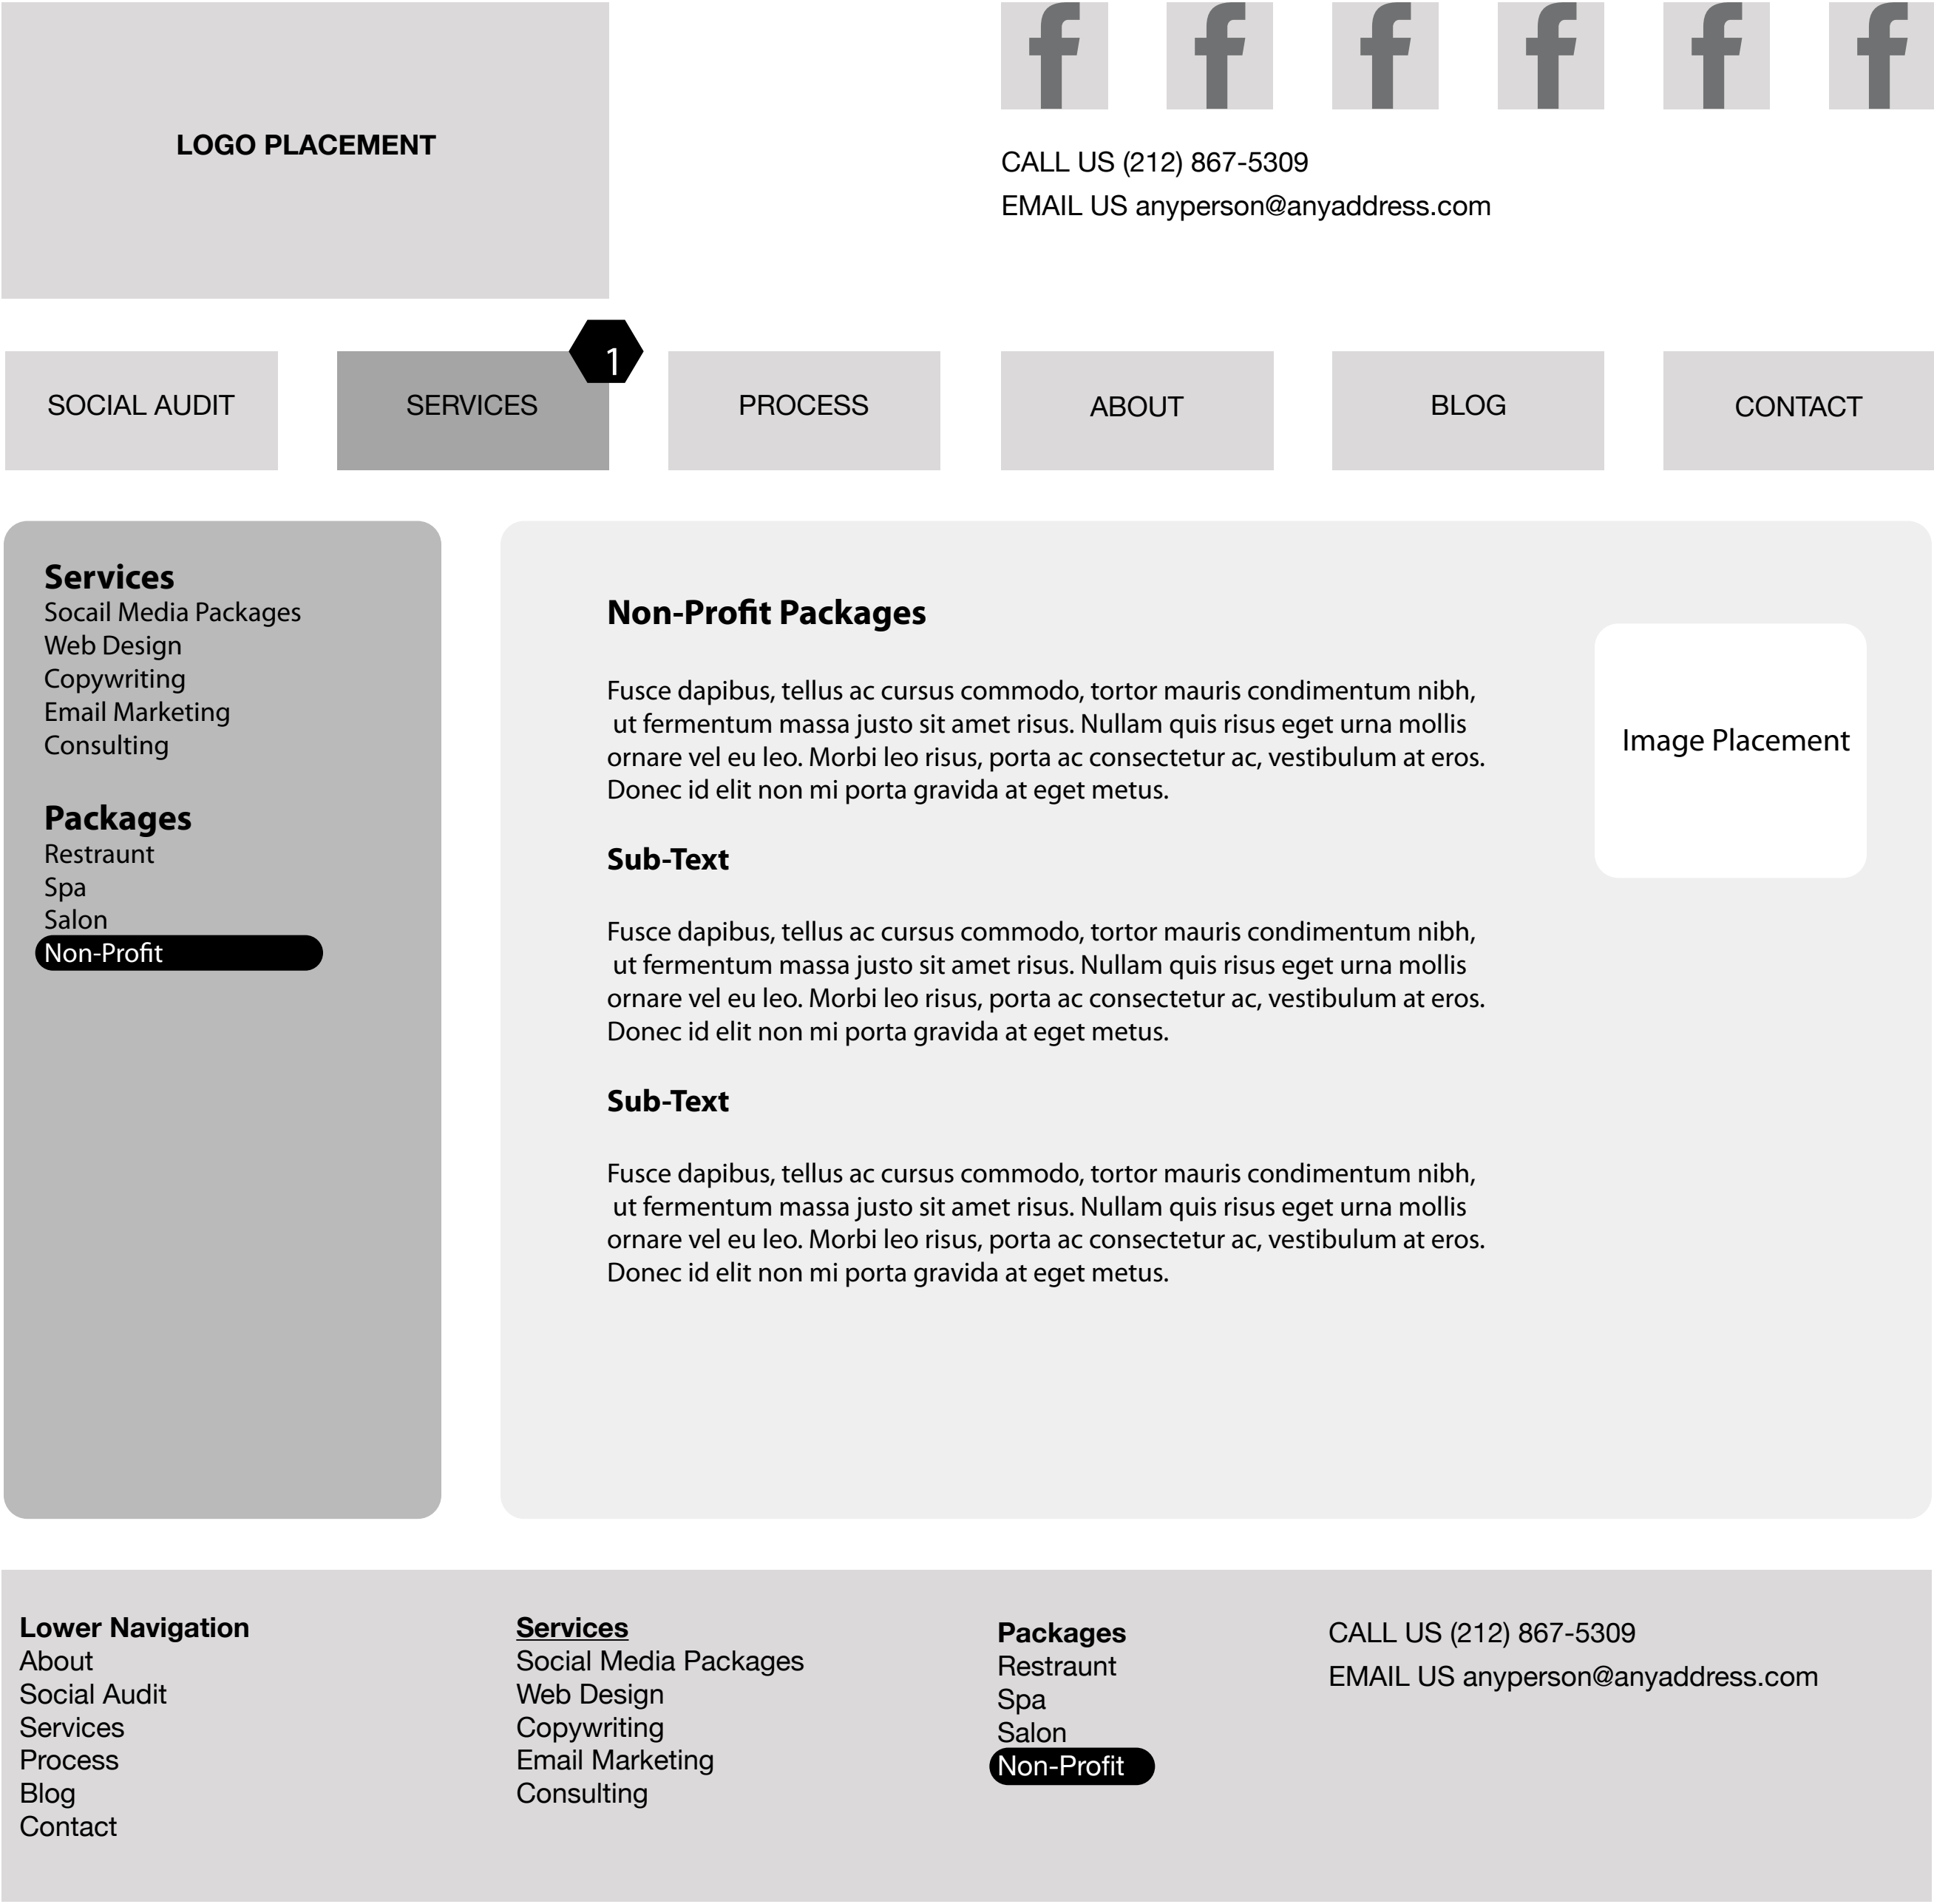 LOGO PLACEMENT
f f f f f f
CALL US (212) 867-5309
EMAIL US anyperson@anyaddress.com
1
SOCIAL AUDIT
SERVICES
PROCESS
ABOUT
BLOG
CONTACT
Services
Socail Media Packages
Web Design
Copywriting
Email Marketing
Consulting
Packages
Restraunt
Spa
Salon
Non-Profit
Non-Profit Packages
Fusce dapibus, tellus ac cursus commodo, tortor mauris condimentum nibh,
ut fermentum massa justo sit amet risus. Nullam quis risus eget urna mollis
ornare vel eu leo. Morbi leo risus, porta ac consectetur ac, vestibulum at eros.
Donec id elit non mi porta gravida at eget metus.
Sub-Text
Fusce dapibus, tellus ac cursus commodo, tortor mauris condimentum nibh,
ut fermentum massa justo sit amet risus. Nullam quis risus eget urna mollis
ornare vel eu leo. Morbi leo risus, porta ac consectetur ac, vestibulum at eros.
Donec id elit non mi porta gravida at eget metus.
Sub-Text
Fusce dapibus, tellus ac cursus commodo, tortor mauris condimentum nibh,
ut fermentum massa justo sit amet risus. Nullam quis risus eget urna mollis
ornare vel eu leo. Morbi leo risus, porta ac consectetur ac, vestibulum at eros.
Donec id elit non mi porta gravida at eget metus.
Image Placement
Lower Navigation
About
Social Audit
Services
Process
Blog
Contact
Services
Social Media Packages
Web Design
Copywriting
Email Marketing
Consulting
Packages
Restraunt
Spa
Salon
Non-Profit
CALL US (212) 867-5309
EMAIL US anyperson@anyaddress.com